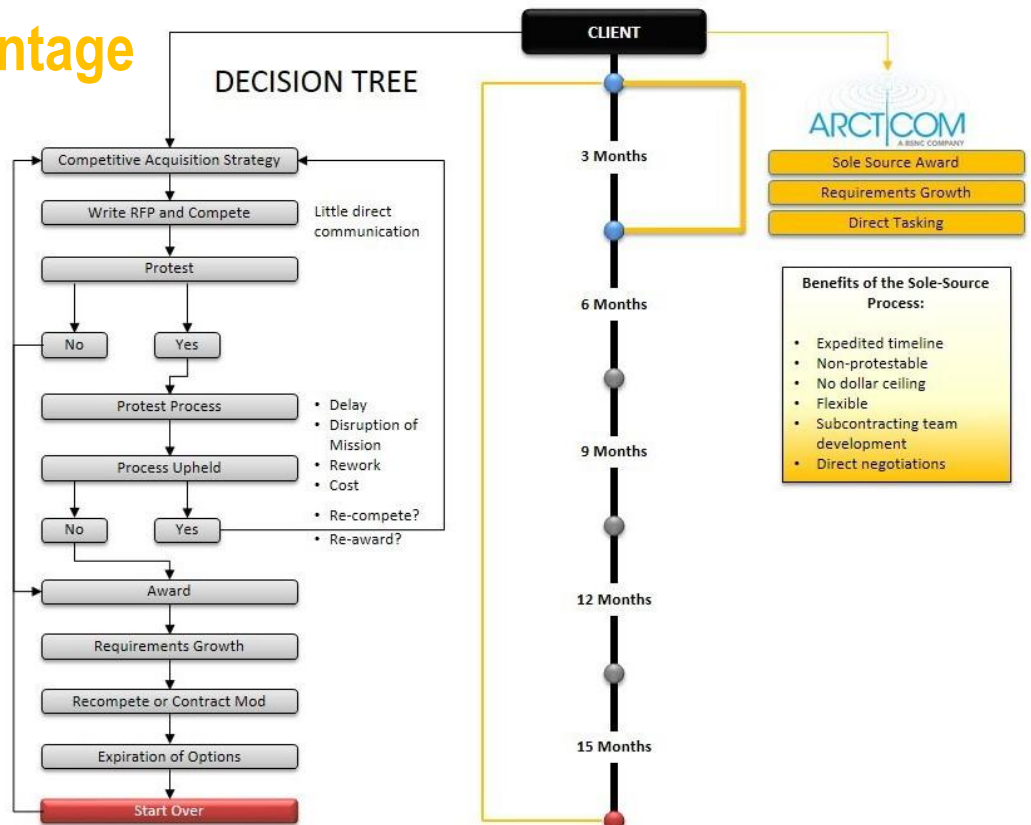 ntage
DECISION TREE
CLIENT
Competitive Acquisition Strategy
Write RFP and Compete
Little direct
communication
Protest
No
Yes
Protest Process
• Delay
• Disruption of
Mission
• Rework
• Cost
Process Upheld
• Re-compete?
• Re-award?
No
Yes
Award
Requirements Growth
Recompete or Contract Mod
Expiration of Options
Start Over
3 Months
6 Months
9 Months
12 Months
15 Months
ARCTICOM
A BSNC COMPANY
Sole Source Award
Requirements Growth
Direct Tasking
Benefits of the Sole-Source
Process:
• Expedited timeline
• Non-protestable
• No dollar ceiling
• Flexible
• Subcontracting team
development
• Direct negotiations